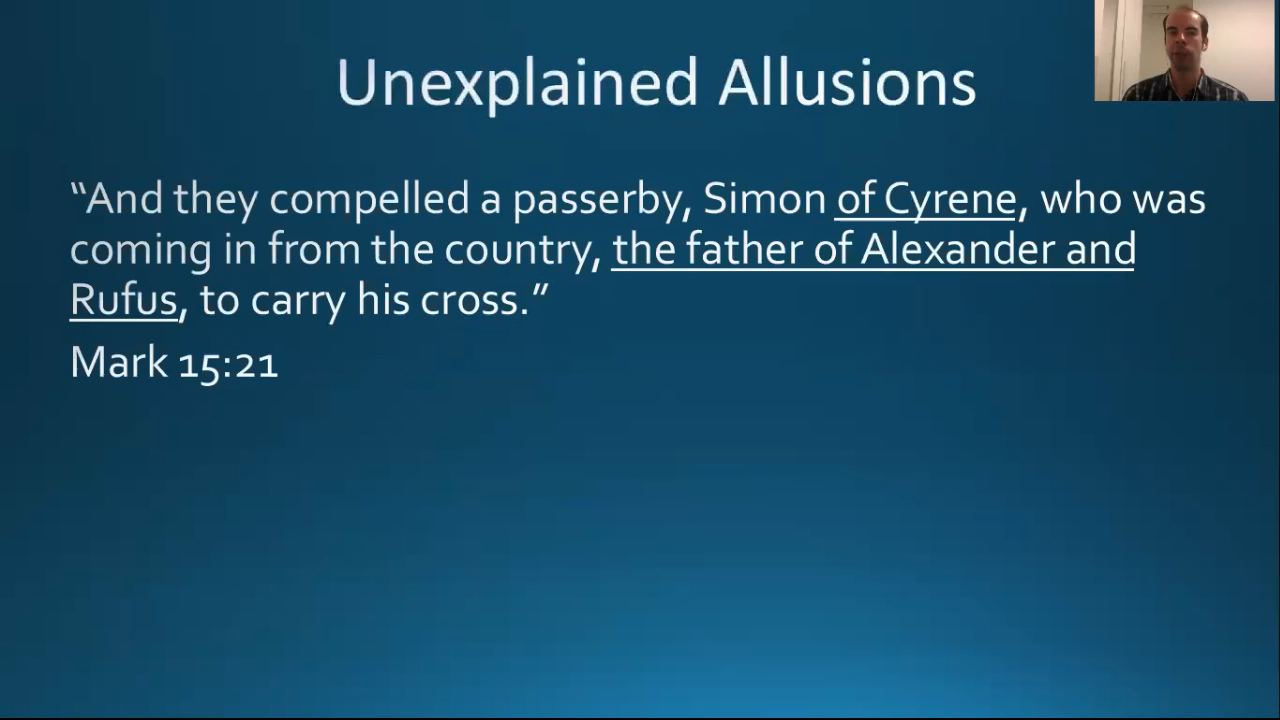 Unexplained Allusions
“And they compelled a passerby, Simon of Cyrene, who was
coming in from the country, the father of Alexander and
Rufus, to carry his cross.”
Mark 15:21